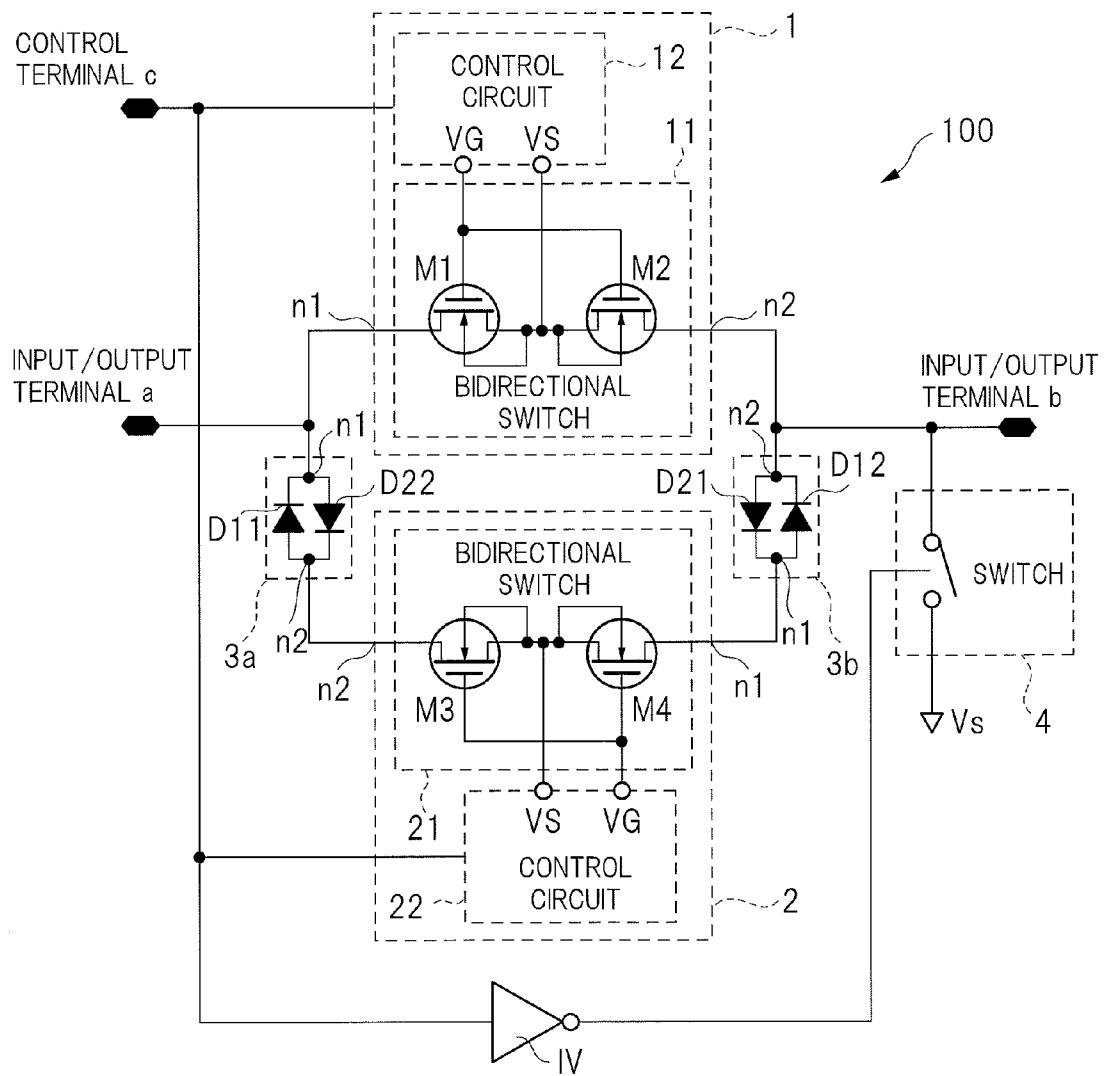 CONTROL
TERMINAL c
1
CONTROL
CIRCUIT
12
VG
VS
11
100
M1
M2
n1
n2
INPUT/OUTPUT
TERMINAL a
BIDIRECTIONAL
SWITCH
INPUT/OUTPUT
TERMINAL b
n1
n2
D11
D22
D21
D12
BIDIRECTIONAL
SWITCH
SWITCH
3a
n2
n2
n1
n1
3b
M3
M4
Vs
4
21
VS
VG
22
CONTROL
CIRCUIT
2
IV